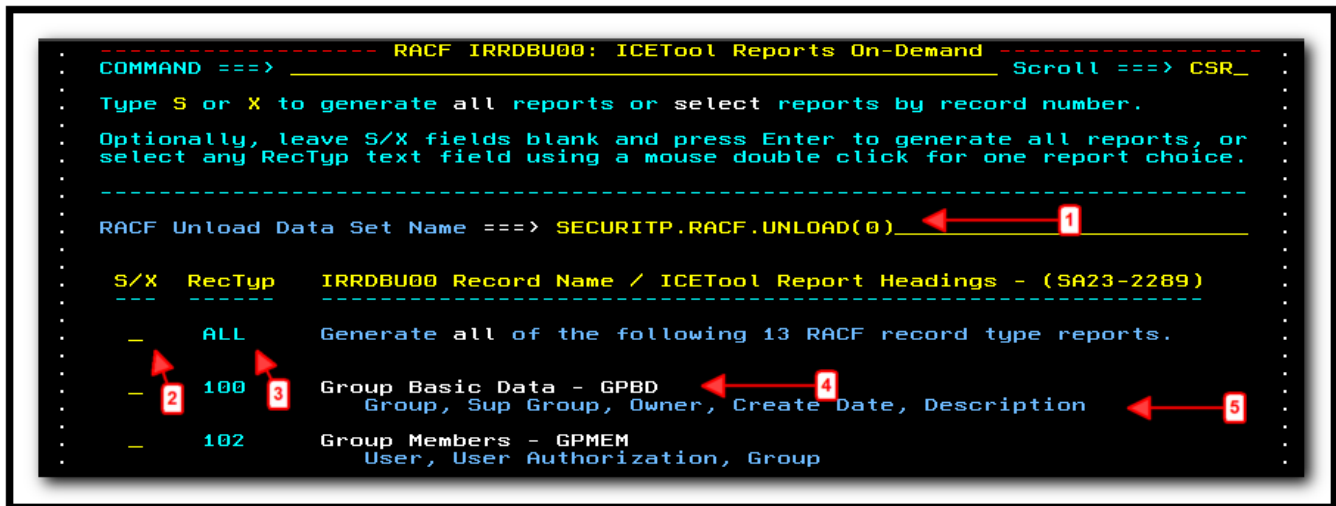 ------------------- RACF IRRDBU00: ICETool Reports On-Demand ------------------
COMMAND ===> ________________________________________________ Scroll ===> CSR_
Type S or X to generate all reports or select reports by record number.
Optionally, leave S/X fields blank and press Enter to generate all reports, or
select any RecTyp text field using a mouse double click for one report choice.
------------------------------------------------------------------------------
RACF Unload Data Set Name ===> SECURITP.RACF.UNLOAD(0)________________________ 1
S/X RecTyp IRRDBU00 Record Name / ICETool Report Headings - (SA23-2289)
--- ------ ------------------------------------------------------------
_ ALL Generate all of the following 13 RACF record type reports.
2 3
_ 100 Group Basic Data - GPBD 4
Group, Sup Group, Owner, Create Date, Description 5
_ 102 Group Members - GPMEM
User, User Authorization, Group